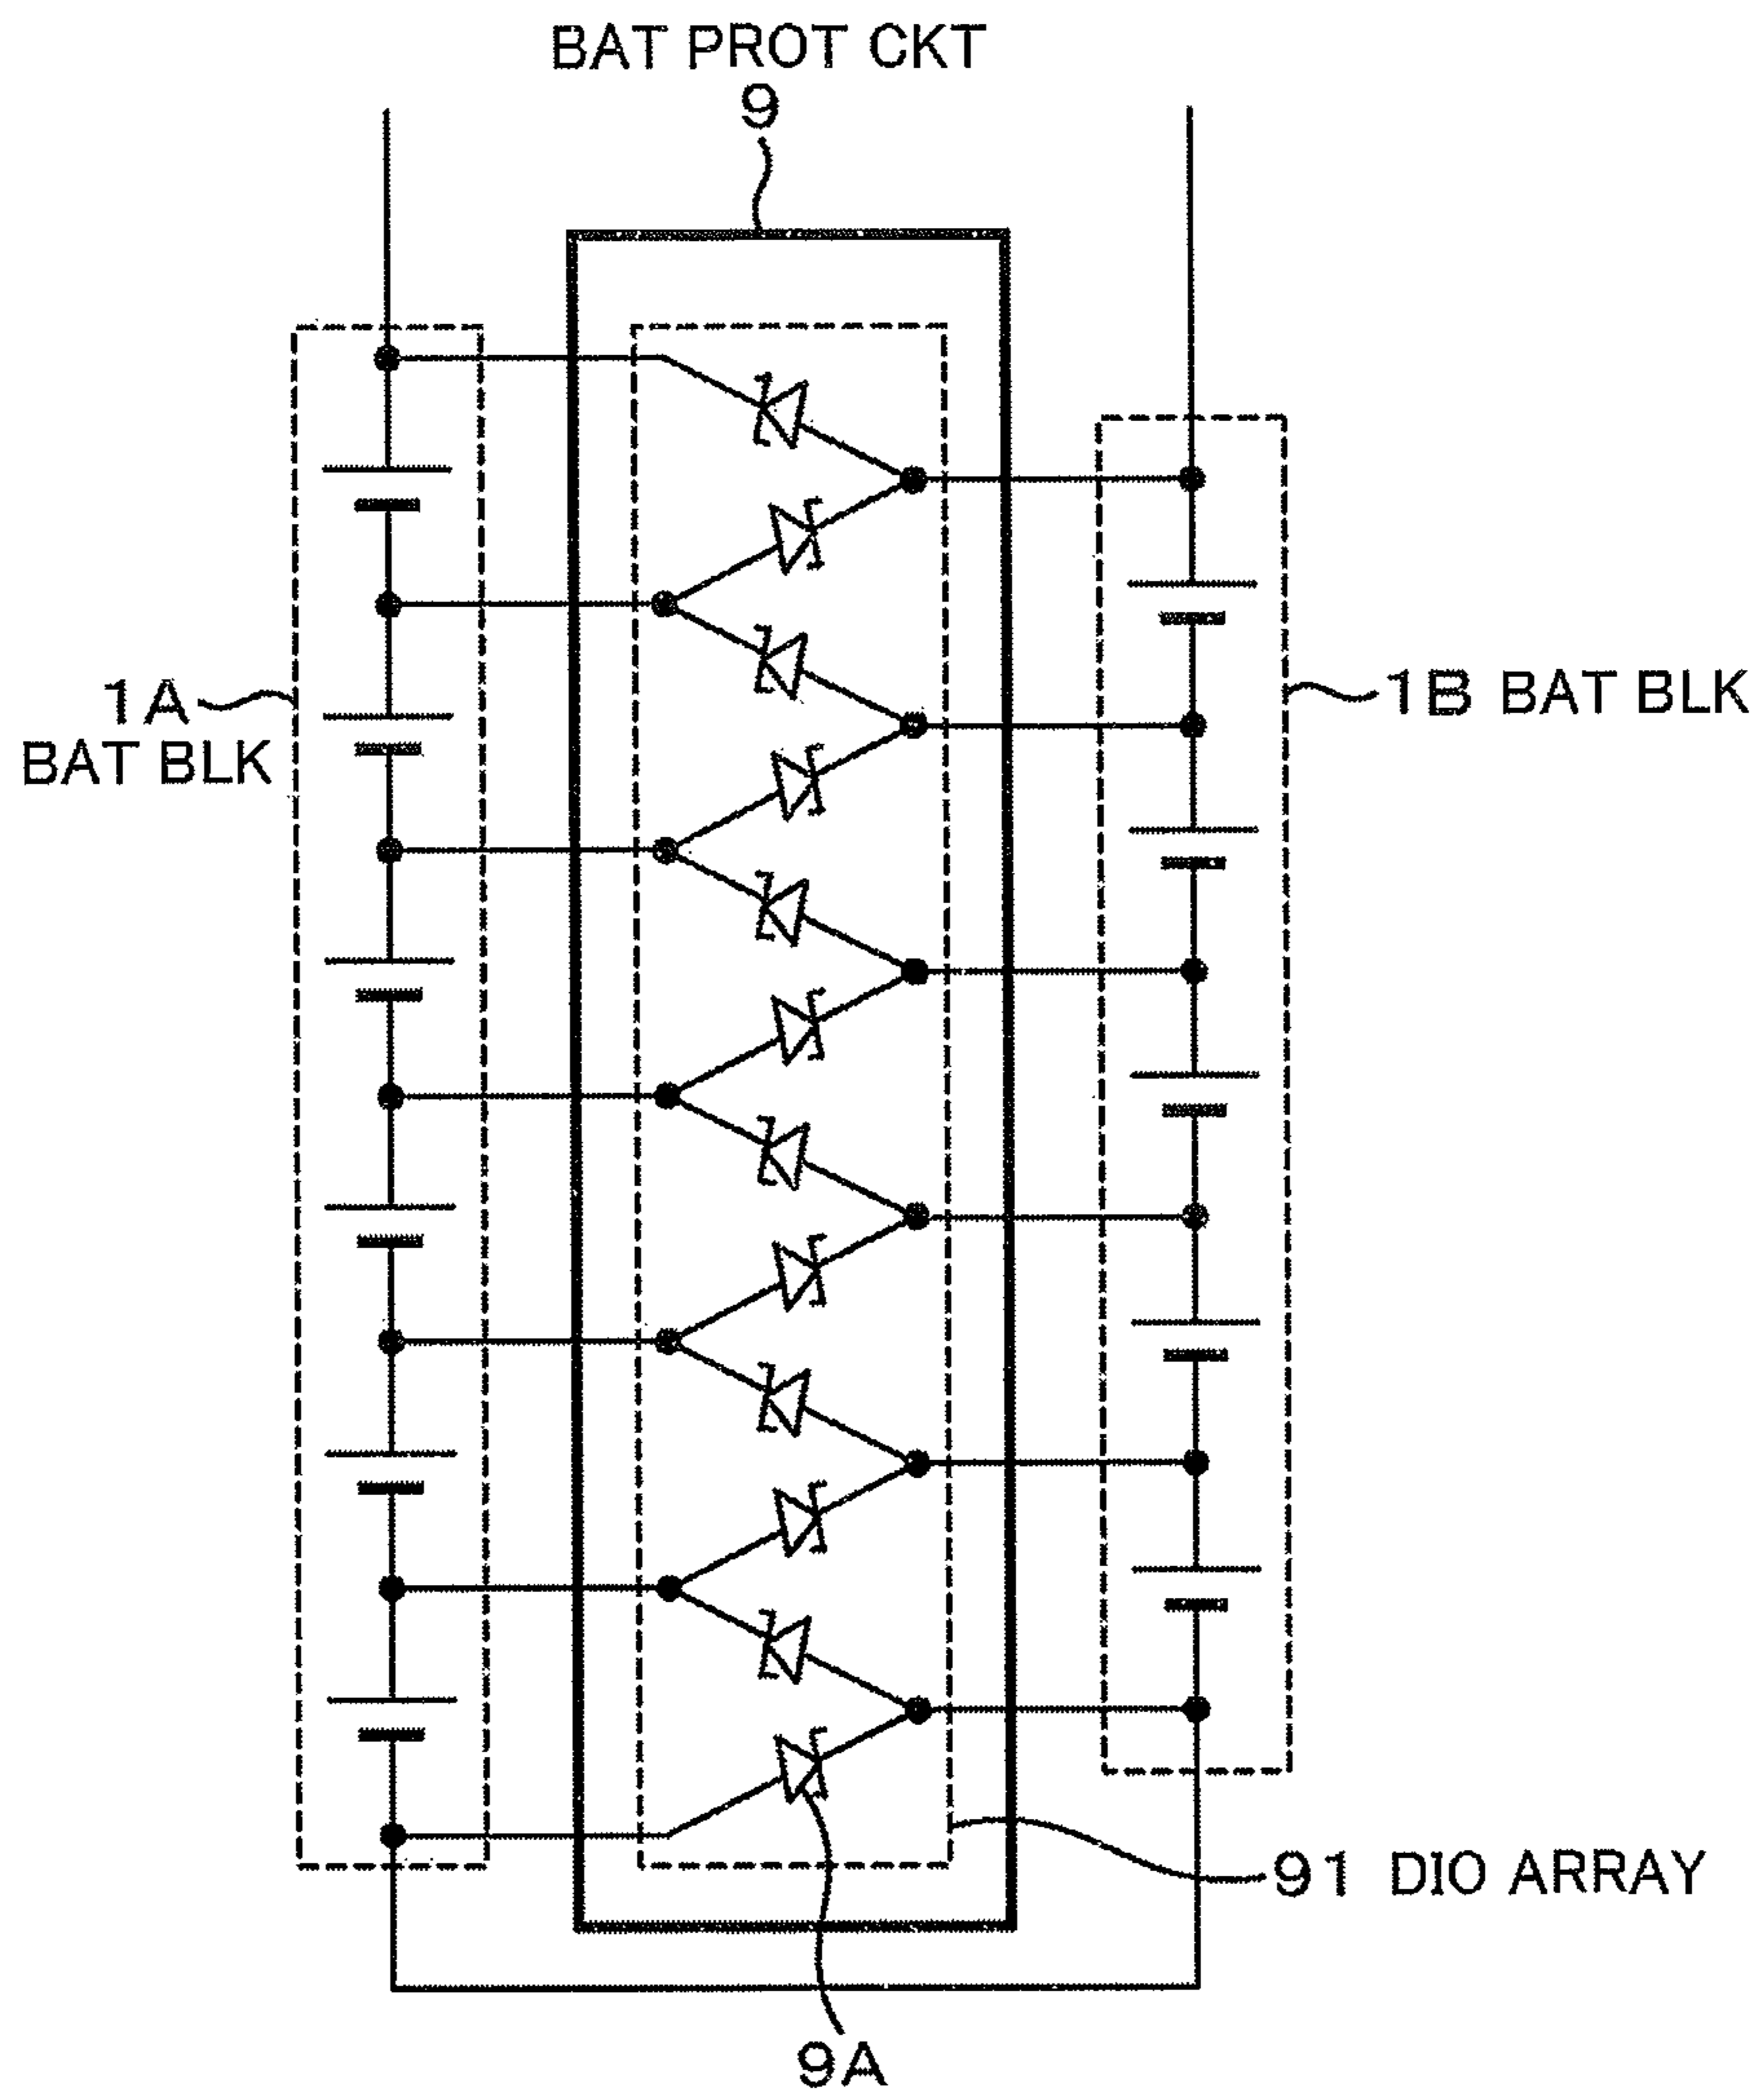 BAT PROT CKT
9
1A
BAT BLK
1B BAT BLK
91 DIO ARRAY
9A